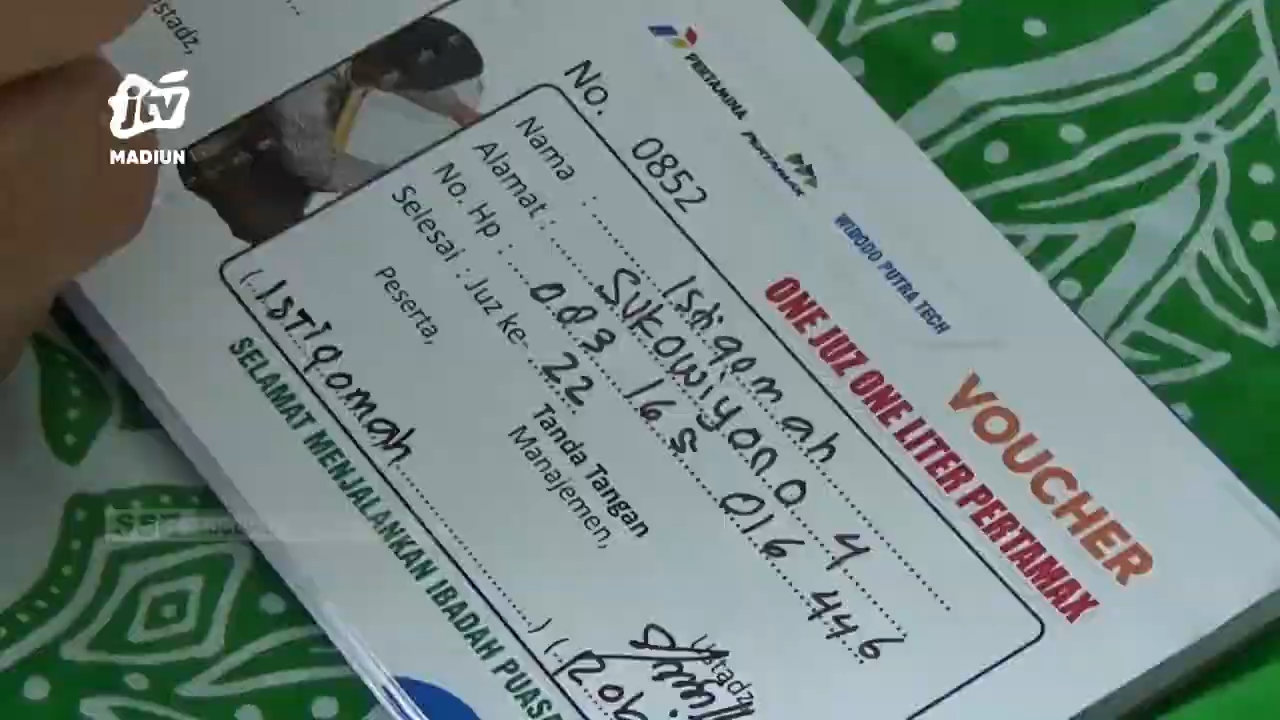 stadz,
jtv
MADIUN
PERTAMINA
PERTAMAX
WIBODO PUTRA TECH
VOUCHER
ONE JUZ ONE LITER PERTAMAX
No. 0852
Nama : Istiqomah
Alamat : Sukowiyono 4
No. Hp : 083 165 016 446
Selesai : Juz ke- 22
Peserta,
Tanda Tangan
Manajemen,
Ustadz,
(Istiqomah) (Rob
SELAMAT MENJALANKAN IBADAH PUASA